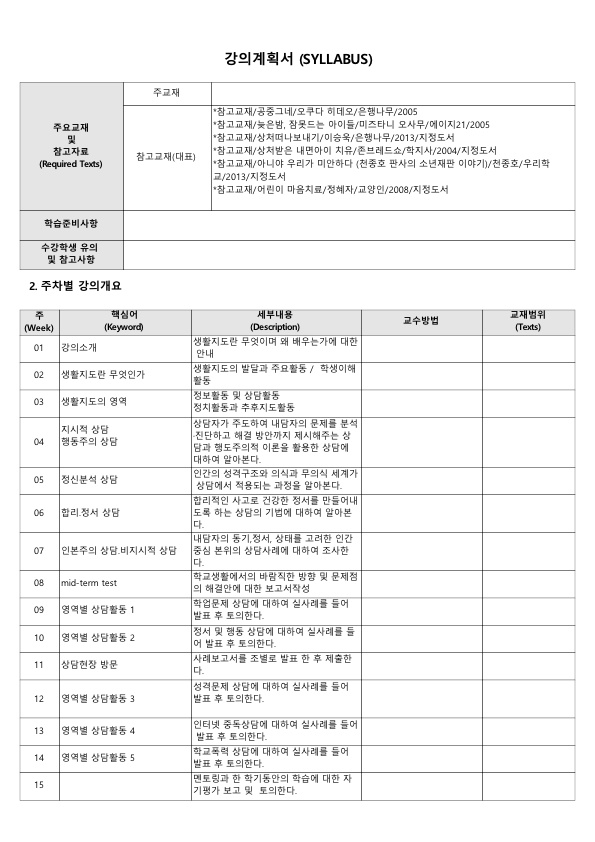 강의계획서 (SYLLABUS)
주요교재
및
참고자료
(Required Texts)
주교재
참고교재(대표)
*참고교재/공중그네/오쿠다 히데오/은행나무/2005
*참고교재/늦은밤, 잠못드는 아이들/미즈타니 오사무/에이지21/2005
*참고교재/상처떠나보내기/이승욱/은행나무/2013/지정도서
*참고교재/상처받은 내면아이 치유/존브레드쇼/학지사/2004/지정도서
*참고교재/아니야 우리가 미안하다 (천종호 판사의 소년재판 이야기)/천종호/우리학
교/2013/지정도서
*참고교재/어린이 마음치료/정혜자/교양인/2008/지정도서
학습준비사항
수강학생 유의
및 참고사항
2. 주차별 강의개요
주
(Week)
핵심어
(Keyword)
세부내용
(Description)
교수방법
교재범위
(Texts)
01
강의소개
생활지도란 무엇이며 왜 배우는가에 대한
안내
02
생활지도란 무엇인가
생활지도의 발달과 주요활동 / 학생이해
활동
03
생활지도의 영역
정보활동 및 상담활동
정치활동과 추후지도활동
04
지시적 상담
행동주의 상담
상담자가 주도하여 내담자의 문제를 분석
·진단하고 해결 방안까지 제시해주는 상
담과 행도주의적 이론을 활용한 상담에
대하여 알아본다.
05
정신분석 상담
인간의 성격구조와 의식과 무의식 세계가
상담에서 적용되는 과정을 알아본다.
06
합리.정서 상담
합리적인 사고로 건강한 정서를 만들어내
도록 하는 상담의 기법에 대하여 알아본
다.
07
인본주의 상담.비지시적 상담
내담자의 동기,정서, 상태를 고려한 인간
중심 본위의 상담사례에 대하여 조사한
다.
08
mid-term test
학교생활에서의 바람직한 방향 및 문제점
의 해결안에 대한 보고서작성
09
영역별 상담활동 1
학업문제 상담에 대하여 실사례를 들어
발표 후 토의한다.
10
영역별 상담활동 2
정서 및 행동 상담에 대하여 실사례를 들
어 발표 후 토의한다.
11
상담현장 방문
사례보고서를 조별로 발표 한 후 제출한
다.
12
영역별 상담활동 3
성격문제 상담에 대하여 실사례를 들어
발표 후 토의한다.
13
영역별 상담활동 4
인터넷 중독상담에 대하여 실사례를 들어
발표 후 토의한다.
14
영역별 상담활동 5
학교폭력 상담에 대하여 실사례를 들어
발표 후 토의한다.
15
멘토링과 한 학기동안의 학습에 대한 자
기평가 보고 및 토의한다.